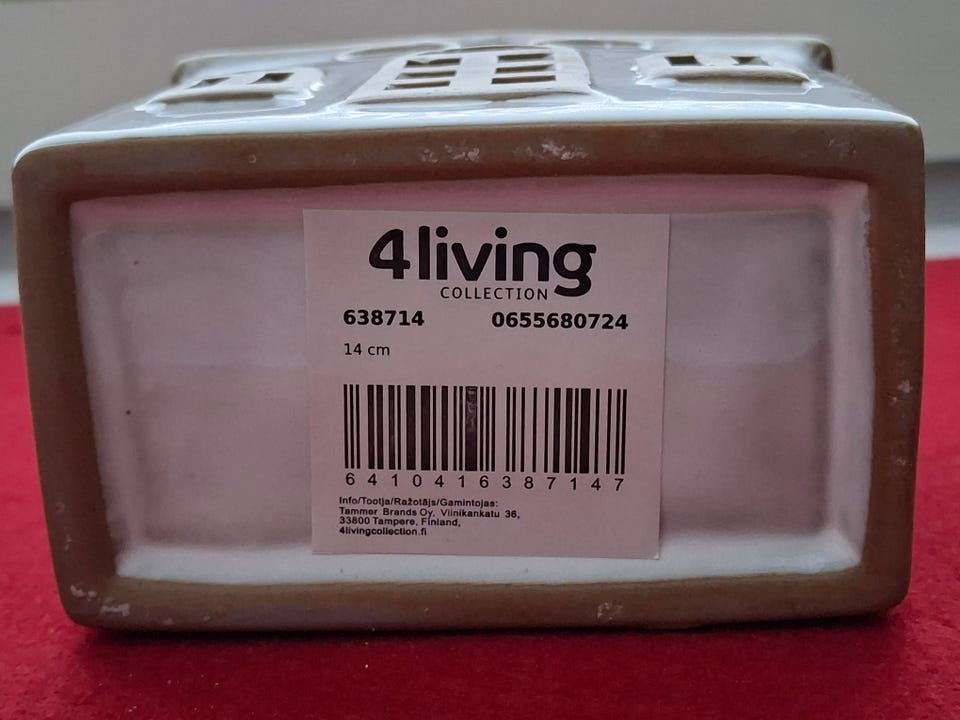 4living
COLLECTION
638714 0655680724
14 cm
6410416387147
Info/Tootja/Ražotājs/Gamintojas:
Tammer Brands Oy, Viinikankatu 36,
33800 Tampere, Finland,
4livingcollection.fi